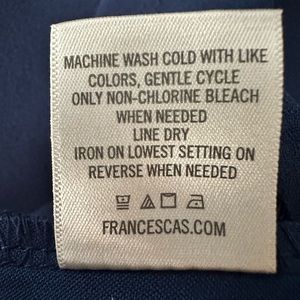 MACHINE WASH COLD WITH LIKE
COLORS, GENTLE CYCLE
ONLY NON-CHLORINE BLEACH
WHEN NEEDED
LINE DRY
IRON ON LOWEST SETTING ON
REVERSE WHEN NEEDED
FRANCESCAS.COM